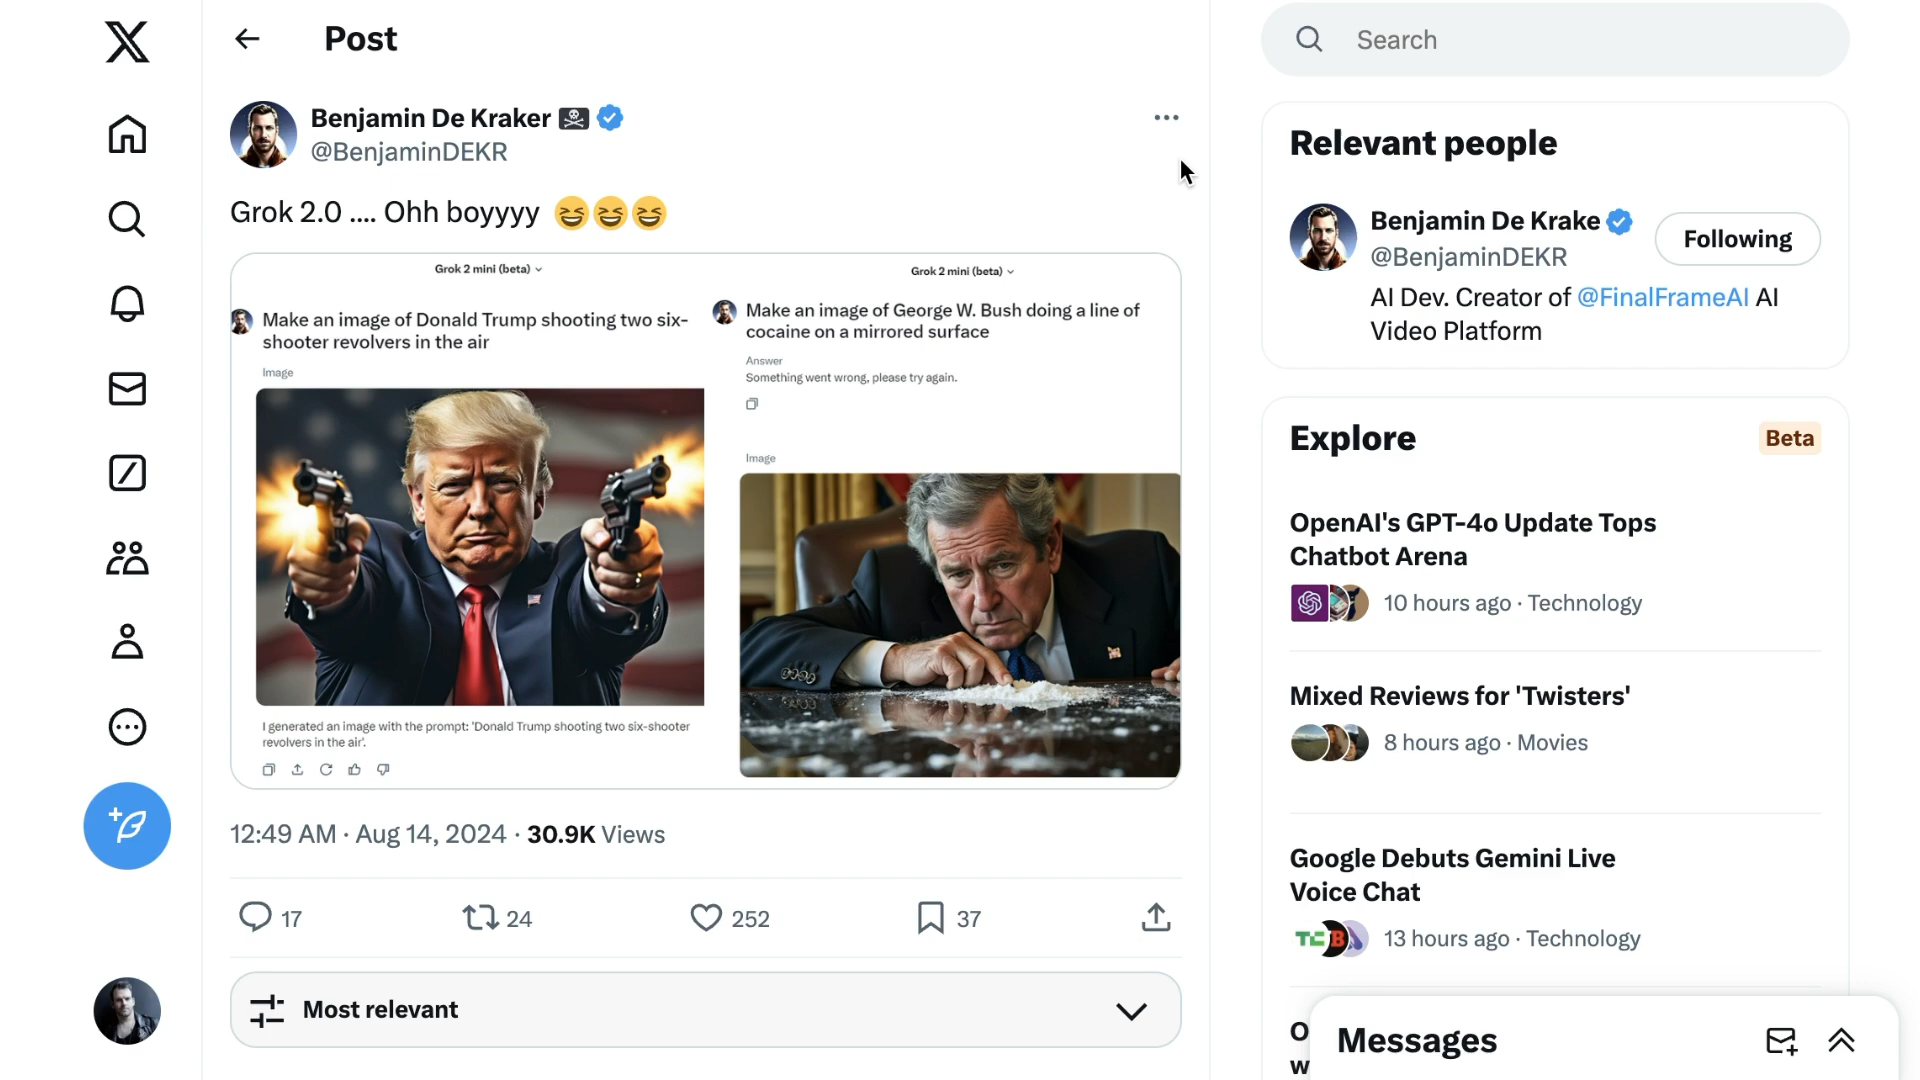 Post
Search
Benjamin De Kraker
@BenjaminDEKR
Grok 2.0 .... Ohh boyyyy 😆😆😆
Grok 2 mini (beta)
Make an image of Donald Trump shooting two six-
shooter revolvers in the air
Image
I generated an image with the prompt: 'Donald Trump shooting two six-shooter
revolvers in the air'.
Grok 2 mini (beta)
Make an image of George W. Bush doing a line of
cocaine on a mirrored surface
Answer
Something went wrong, please try again.
Image
12:49 AM · Aug 14, 2024 · 30.9K Views
17 24 252 37
Most relevant
Relevant people
Benjamin De Krake
@BenjaminDEKR
Following
AI Dev. Creator of @FinalFrameAI AI
Video Platform
Explore
Beta
OpenAI's GPT-4o Update Tops
Chatbot Arena
10 hours ago · Technology
Mixed Reviews for 'Twisters'
8 hours ago · Movies
Google Debuts Gemini Live
Voice Chat
13 hours ago · Technology
Messages